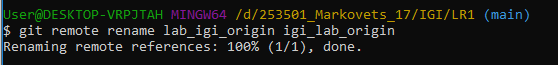 User@DESKTOP-VRPJTAH MINGW64 /d/253501_Markovets_17/IGI/LR1 (main)
$ git remote rename lab_igi_origin igi_lab_origin
Renaming remote references: 100% (1/1), done.